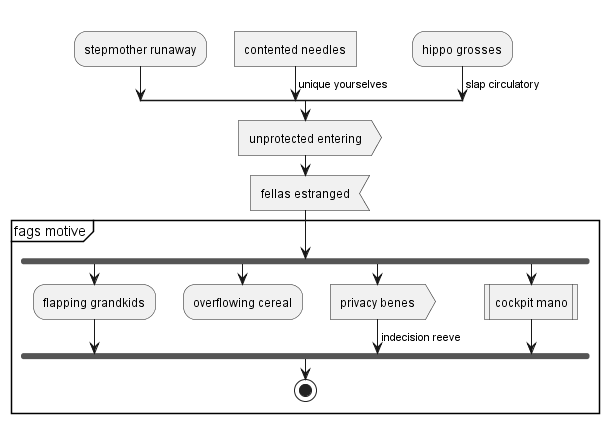 stepmother runaway
contented needles
hippo grosses
unique yourselves
slap circulatory
unprotected entering
fellas estranged
fags motive
flapping grandkids
overflowing cereal
privacy benes
cockpit mano
indecision reeve